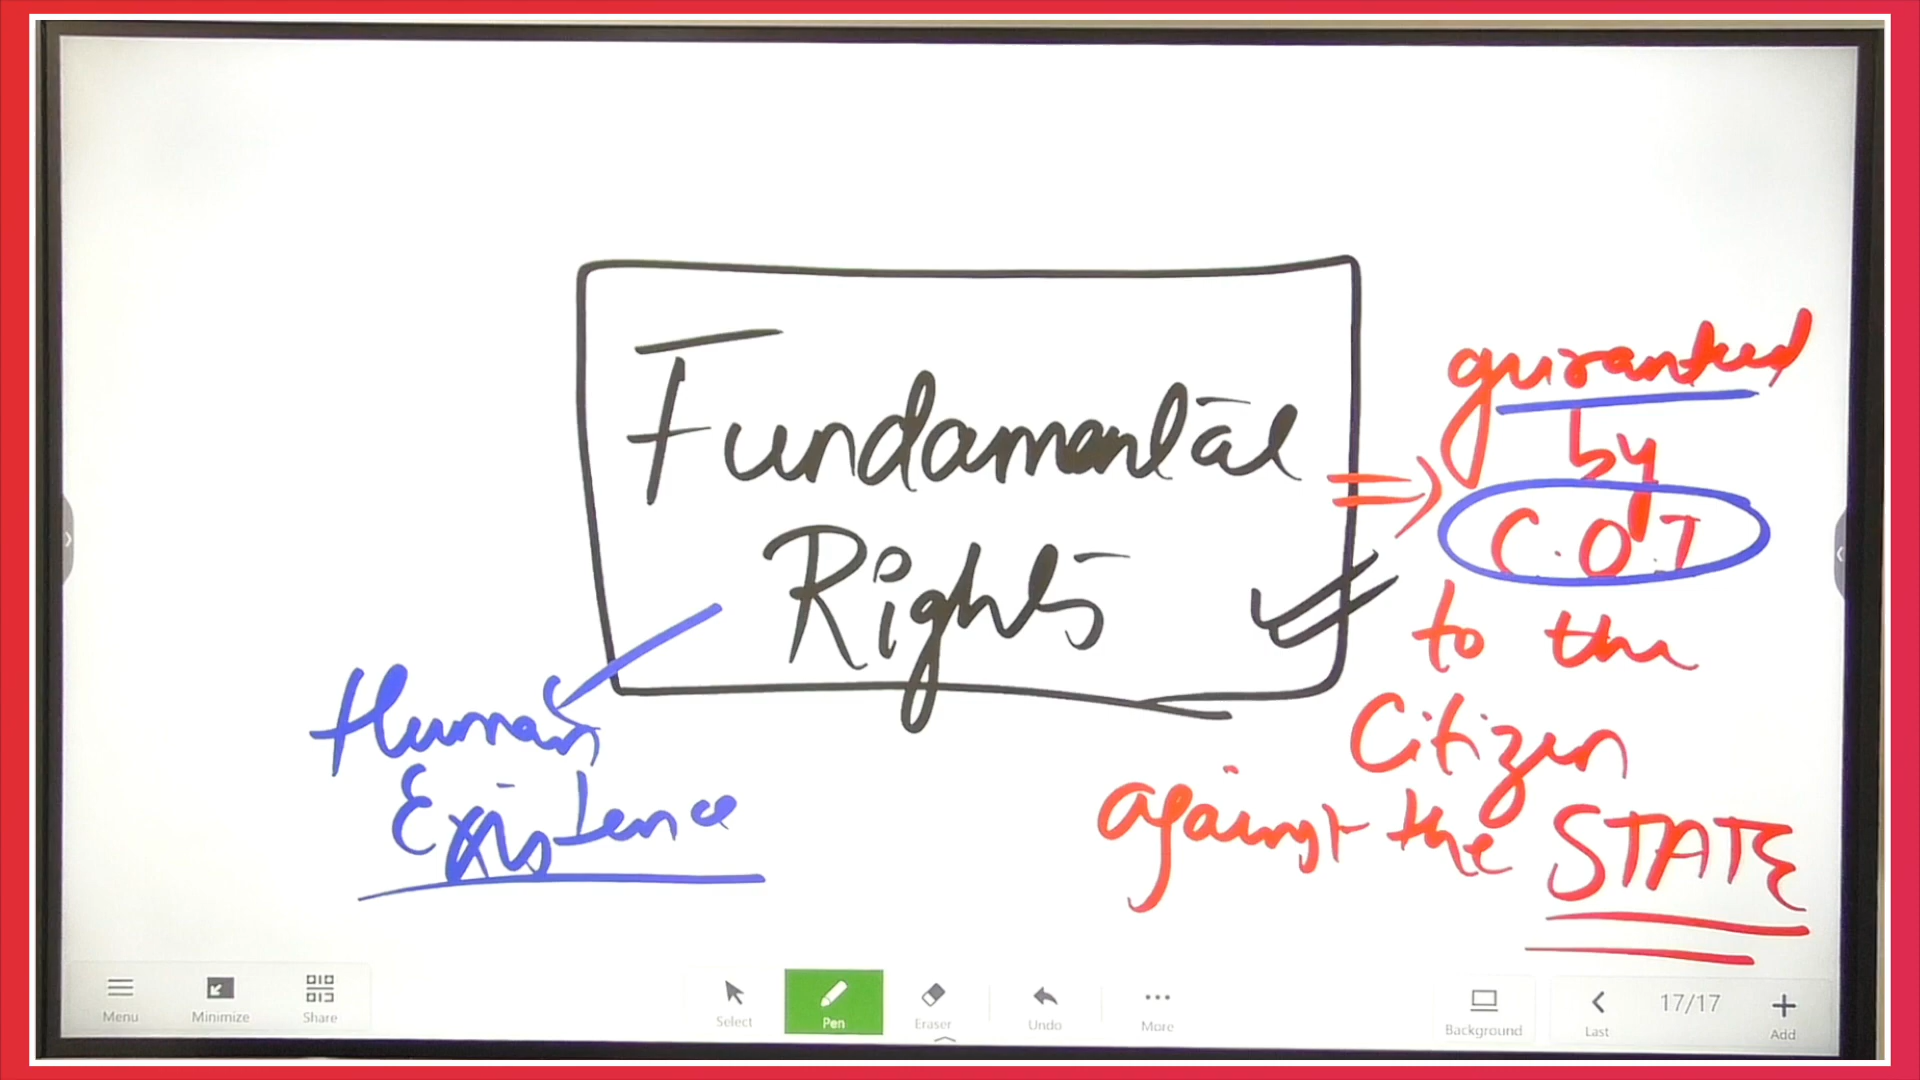 Fundamental
Rights
guranteed
by
C.O.I
to the
Citizen
against the STATE
Human
Existence
Menu
Minimize
Share
Select
Pen
Eraser
Undo
More
Background
Last
17/17
Add